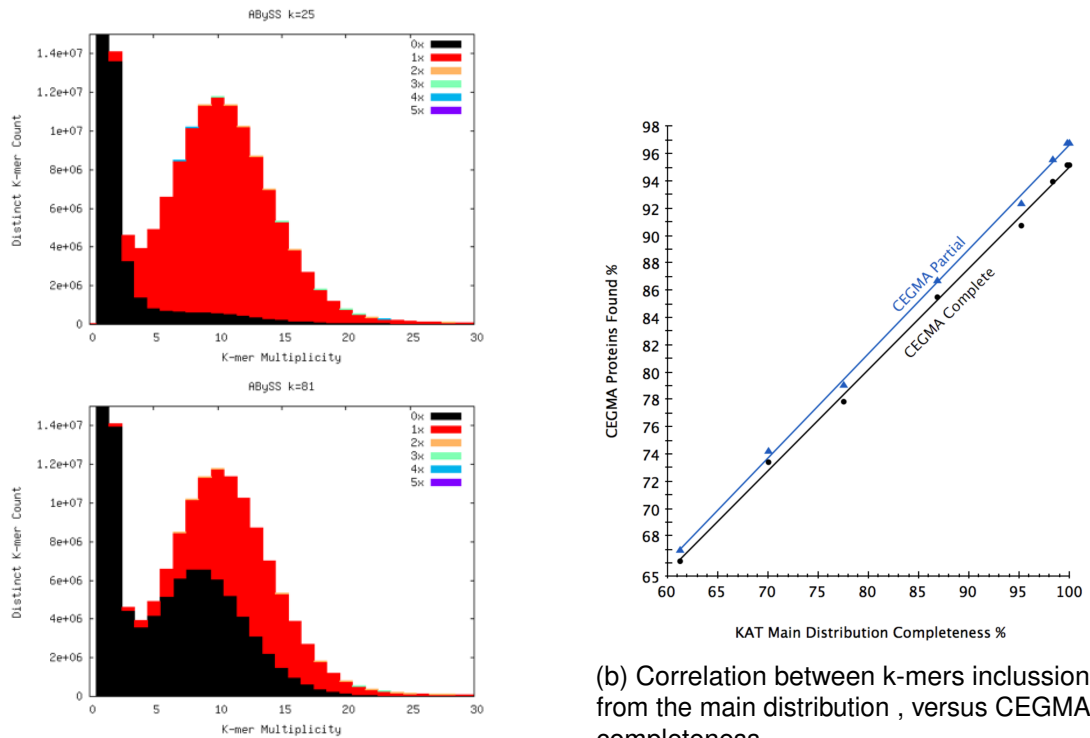 ABySS k=25
Distinct K-mer Count
1.4e+07
1.2e+07
1e+07
8e+06
6e+06
4e+06
2e+06
0
0x
1x
2x
3x
4x
5x
0 5 10 15 20 25 30
K-mer Multiplicity
ABySS k=81
Distinct K-mer Count
1.4e+07
1.2e+07
1e+07
8e+06
6e+06
4e+06
2e+06
0
0x
1x
2x
3x
4x
5x
0 5 10 15 20 25 30
K-mer Multiplicity
CEGMA Proteins Found %
98
96
94
92
90
88
86
84
82
80
78
76
74
72
70
68
65
CEGMA Partial
CEGMA Complete
60 65 70 75 80 85 90 95 100
KAT Main Distribution Completeness %
(b) Correlation between k-mers inclussion
from the main distribution , versus CEGMA
completeness